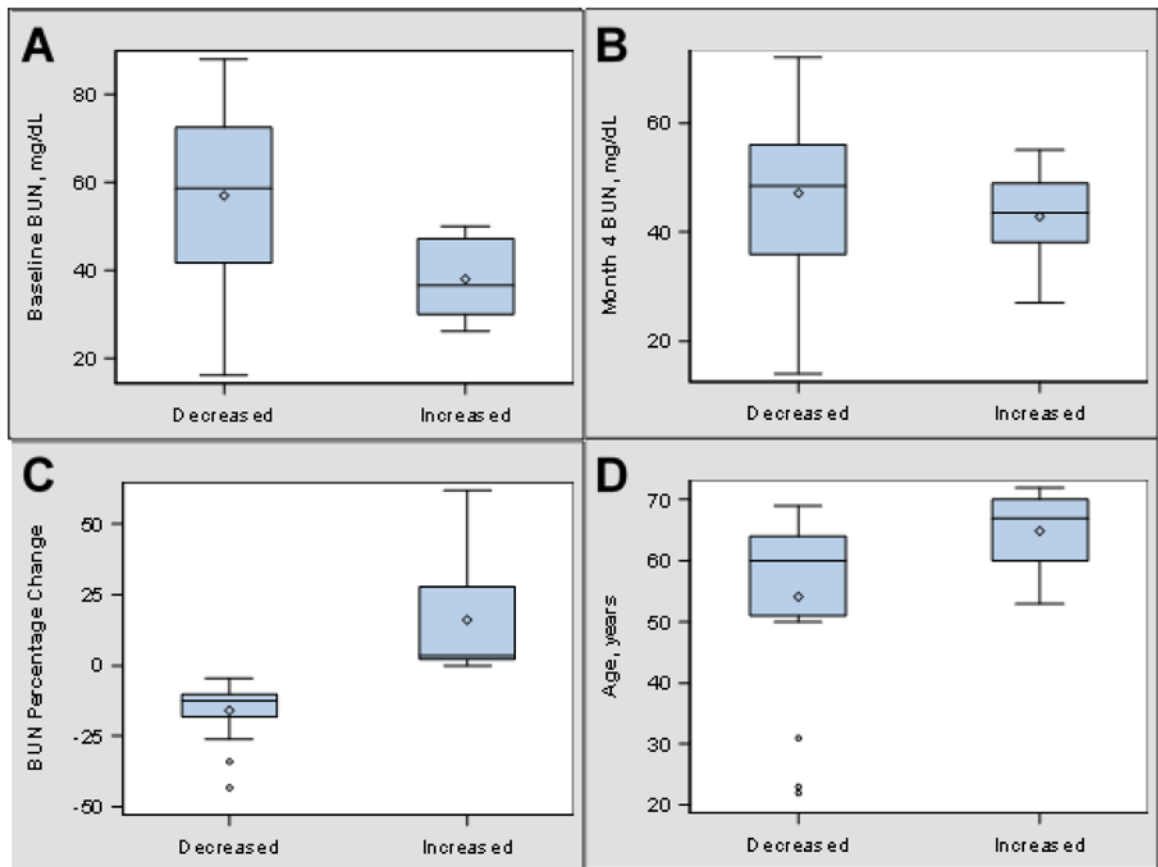 A
Baseline BUN, mg/dL
80
60
40
20
Decreased Increased
B
Month 4 BUN, mg/dL
60
40
20
Decreased Increased
C
BUN Percentage Change
50
25
0
-25
-50
Decreased Increased
D
Age, years
70
60
50
40
30
20
Decreased Increased